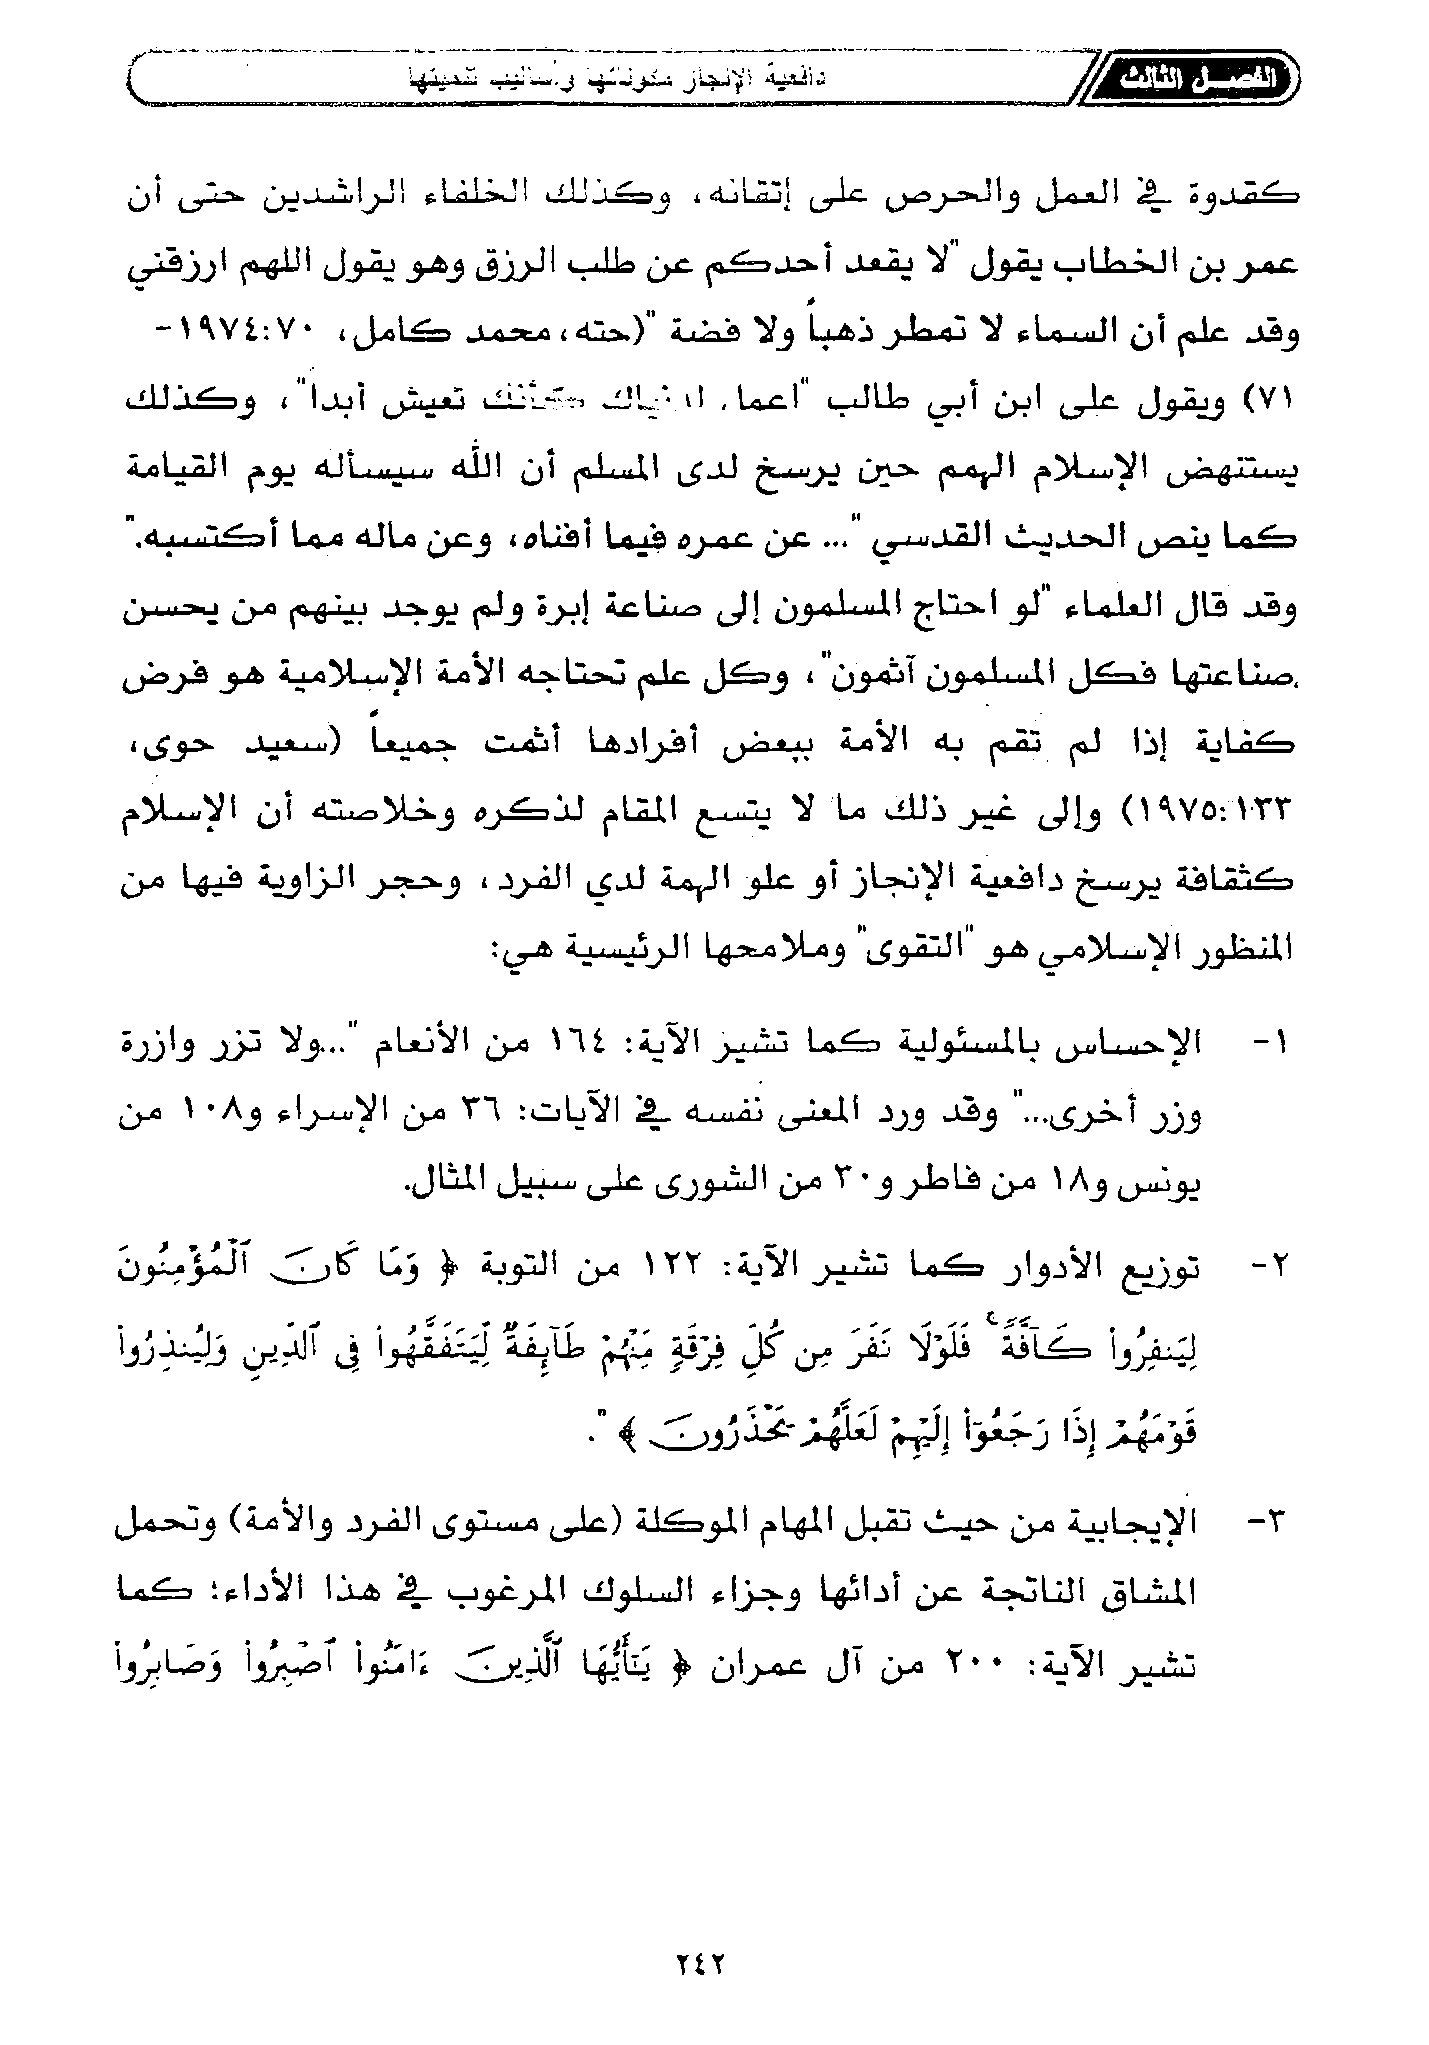 الفصل الثالث
دافعية الإنجاز مكوناتها وأساليب تنميتها
كقدوة في العمل والحرص على إتقانه، وكذلك الخلفاء الراشدين حتى أن
عمر بن الخطاب يقول "لا يقعد أحدكم عن طلب الرزق وهو يقول اللهم ارزقني
وقد علم أن السماء لا تمطر ذهباً ولا فضة "(حته، محمد كامل، ١٩٧٤:٧٠-
٧١) ويقول على ابن أبي طالب "اعمل لدنياك كأنك تعيش أبدا"، وكذلك
يستنهض الإسلام الهمم حين يرسخ لدى المسلم أن الله سيسأله يوم القيامة
كما ينص الحديث القدسي "... عن عمره فيما أفناه، وعن ماله مما أكتسبه."
وقد قال العلماء "لو احتاج المسلمون إلى صناعة إبرة ولم يوجد بينهم من يحسن
صناعتها فكل المسلمون آثمون"، وكل علم تحتاجه الأمة الإسلامية هو فرض
كفاية إذا لم تقم به الأمة ببعض أفرادها أثمت جميعاً (سعيد حوى،
١٩٧٥:١٣٣) وإلى غير ذلك ما لا يتسع المقام لذكره وخلاصته أن الإسلام
كثقافة يرسخ دافعية الإنجاز أو علو الهمة لدي الفرد، وحجر الزاوية فيها من
المنظور الإسلامي هو "التقوى" وملامحها الرئيسية هي:
١- الإحساس بالمسئولية كما تشير الآية: ١٦٤ من الأنعام "...ولا تزر وازرة
وزر أخرى..." وقد ورد المعنى نفسه في الآيات: ٣٦ من الإسراء و١٠٨ من
يونس و١٨ من فاطر و٣٠ من الشورى على سبيل المثال.
٢- توزيع الأدوار كما تشير الآية: ١٢٢ من التوبة ﴿ وَمَا كَانَ ٱلْمُؤْمِنُونَ
لِيَنفِرُوا۟ كَآفَّةً ۚ فَلَوْلَا نَفَرَ مِن كُلِّ فِرْقَةٍ مِّنْهُمْ طَآئِفَةٌ لِّيَتَفَقَّهُوا۟ فِى ٱلدِّينِ وَلِيُنذِرُوا۟
قَوْمَهُمْ إِذَا رَجَعُوٓا۟ إِلَيْهِمْ لَعَلَّهُمْ يَحْذَرُونَ ﴾ ".
٣- الإيجابية من حيث تقبل المهام الموكلة (على مستوى الفرد والأمة) وتحمل
المشاق الناتجة عن أدائها وجزاء السلوك المرغوب في هذا الأداء؛ كما
تشير الآية: ٢٠٠ من آل عمران ﴿ يَٰٓأَيُّهَا ٱلَّذِينَ ءَامَنُوا۟ ٱصْبِرُوا۟ وَصَابِرُوا۟
٢٤٢